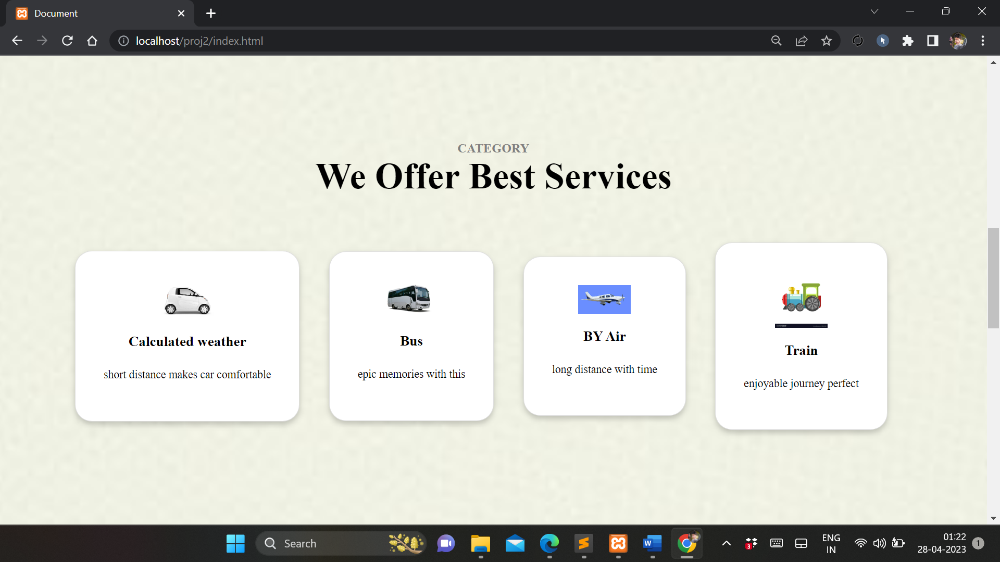 Document
localhost/proj2/index.html
CATEGORY
We Offer Best Services
Calculated weather
short distance makes car comfortable
Bus
epic memories with this
BY Air
long distance with time
Train
enjoyable journey perfect
Search
W
3
ENG
IN
01:22
28-04-2023
1